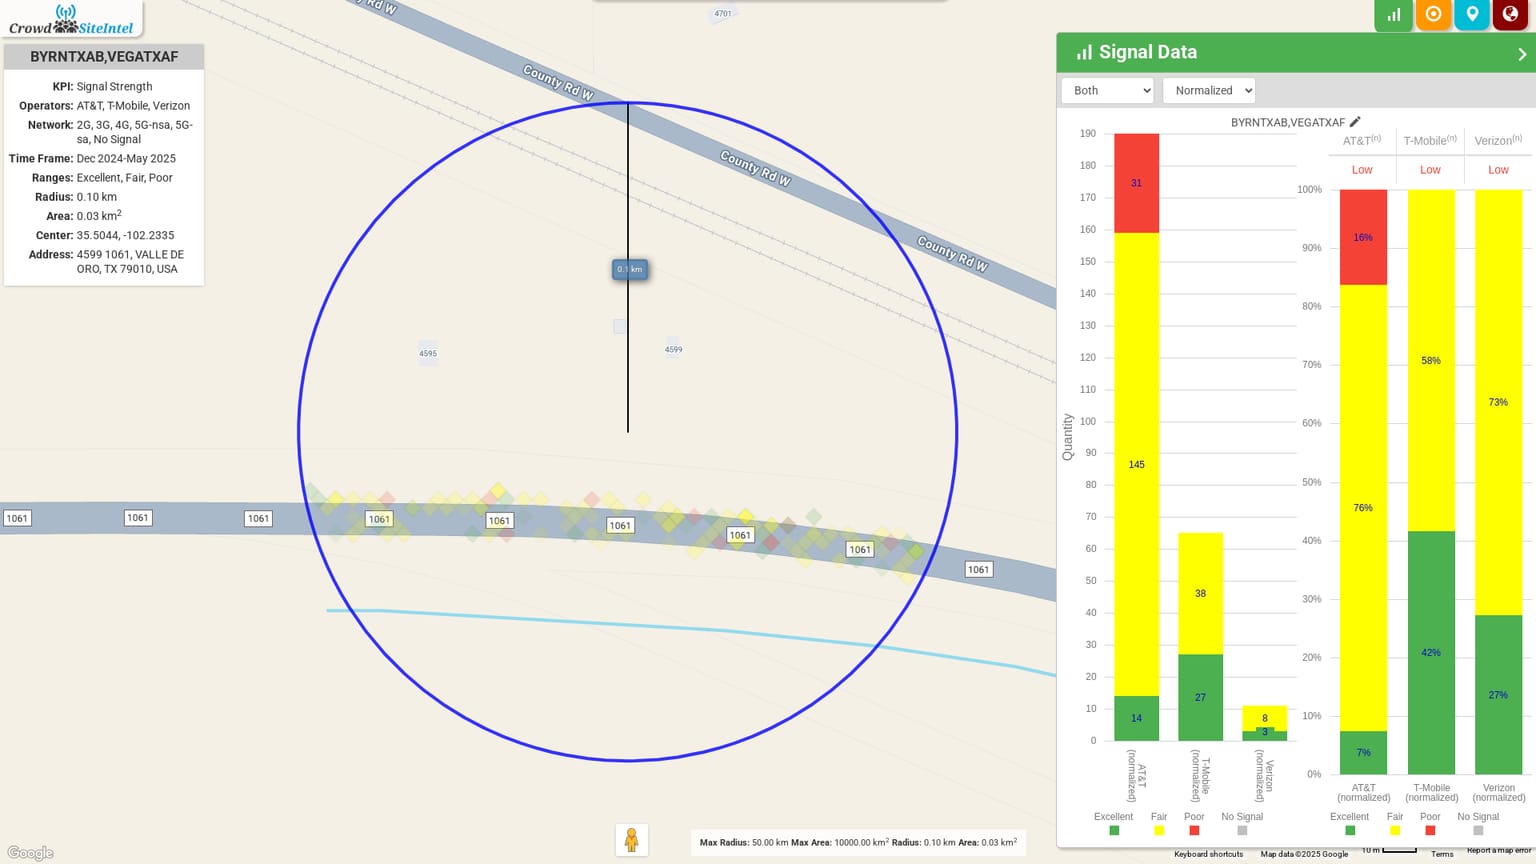 Crowd SiteIntel
BYRNTXAB,VEGATXAF
KPI: Signal Strength
Operators: AT&T, T-Mobile, Verizon
Network: 2G, 3G, 4G, 5G-nsa, 5G-
sa, No Signal
Time Frame: Dec 2024-May 2025
Ranges: Excellent, Fair, Poor
Radius: 0.10 km
Area: 0.03 km2
Center: 35.5044, -102.2335
Address: 4599 1061, VALLE DE
ORO, TX 79010, USA
y Rd W
4701
County Rd W
County Rd W
County Rd W
0.1 km
4595
4599
1061
1061
1061
1061
1061
1061
1061
1061
1061
Google
Max Radius: 50.00 km Max Area: 10000.00 km2 Radius: 0.10 km Area: 0.03 km2
Signal Data
Both
Normalized
BYRNTXAB,VEGATXAF
Quantity
190
180
170
160
150
140
130
120
110
100
90
80
70
60
50
40
30
20
10
0
31
145
14
38
27
8
3
AT&T
(normalized)
T-Mobile
(normalized)
Verizon
(normalized)
Excellent
Fair
Poor
No Signal
AT&T(n)
T-Mobile(n)
Verizon(n)
Low
Low
Low
100%
90%
80%
70%
60%
50%
40%
30%
20%
10%
0%
16%
76%
7%
58%
42%
73%
27%
AT&T
(normalized)
T-Mobile
(normalized)
Verizon
(normalized)
Excellent
Fair
Poor
No Signal
Keyboard shortcuts
Map data ©2025 Google
10 m
Terms
Report a map error